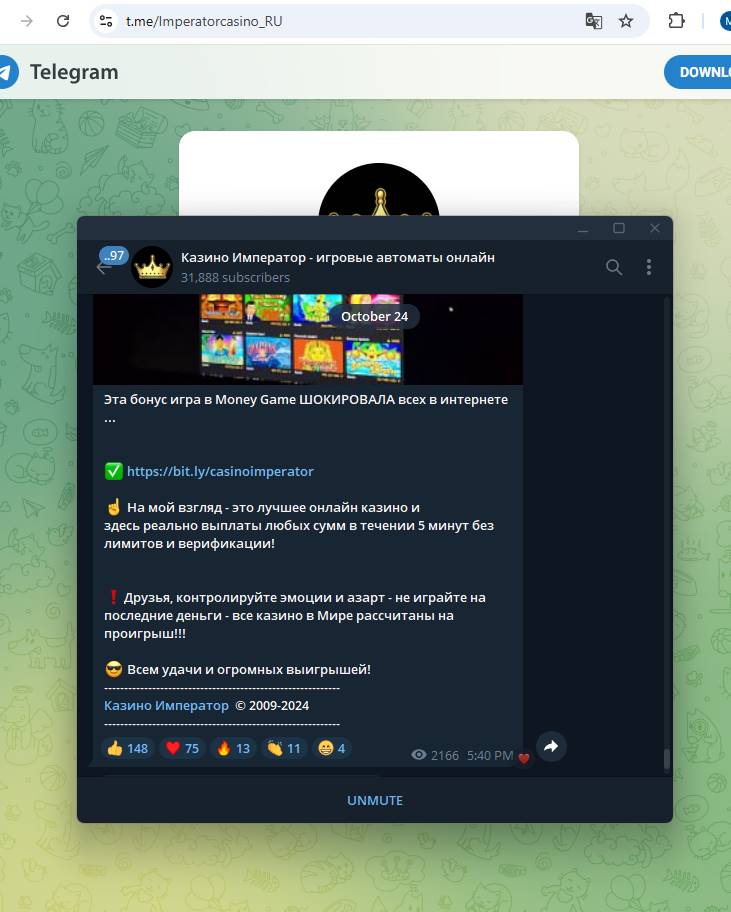 t.me/Imperatorcasino_RU
Telegram
DOWNLO
..97
Казино Император - игровые автоматы онлайн
31,888 subscribers
October 24
Эта бонус игра в Money Game ШОКИРОВАЛА всех в интернете
...
✅ https://bit.ly/casinoimperator
☝ На мой взгляд - это лучшее онлайн казино и
здесь реально выплаты любых сумм в течении 5 минут без
лимитов и верификации!
❗ Друзья, контролируйте эмоции и азарт - не играйте на
последние деньги - все казино в Мире рассчитаны на
проигрыш!!!
😎 Всем удачи и огромных выигрышей!
-----------------------------------------------------------
Казино Император © 2009-2024
-----------------------------------------------------------
👍 148 ❤ 75 🔥 13 👏 11 😁 4
2166 5:40 PM
UNMUTE